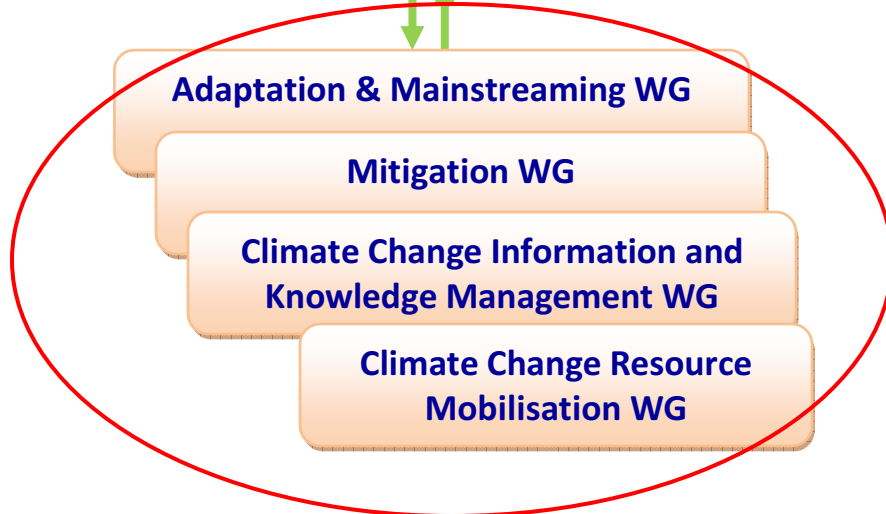 Adaptation & Mainstreaming WG
Mitigation WG
Climate Change Information and
Knowledge Management WG
Climate Change Resource
Mobilisation WG